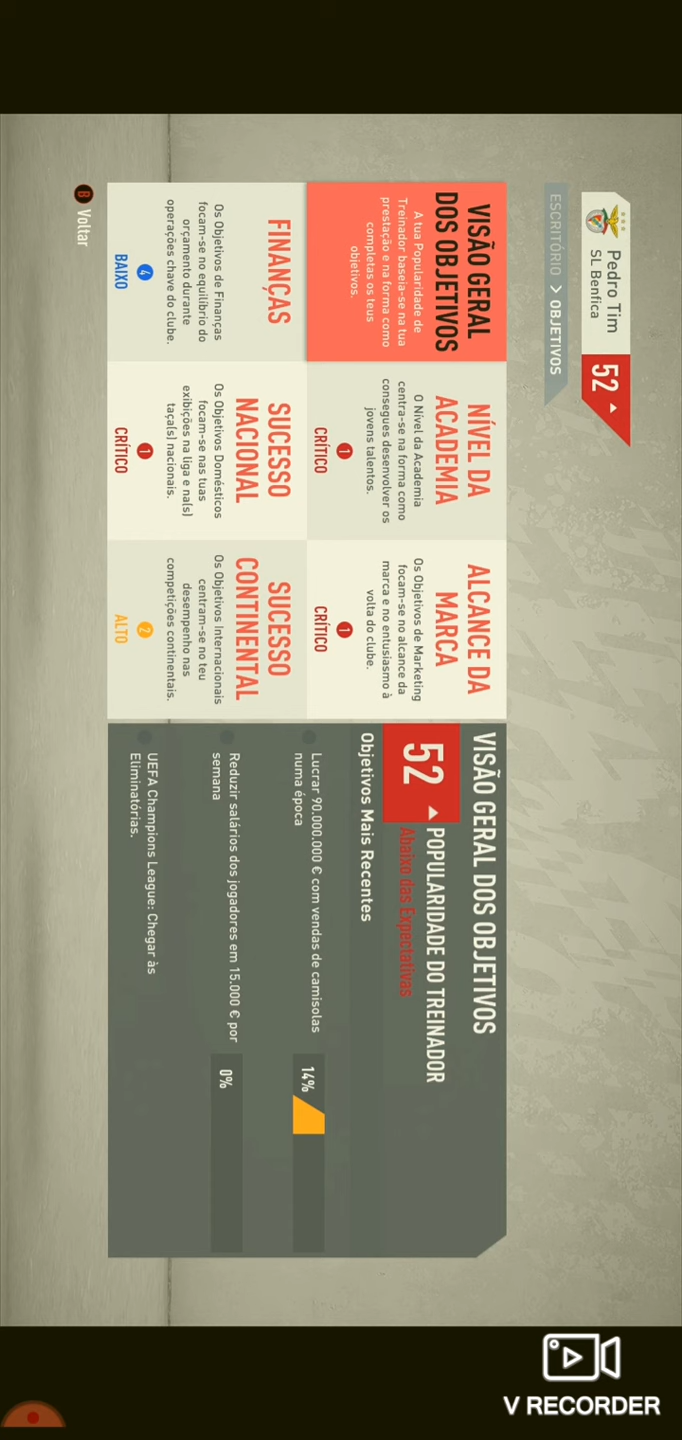 Pedro Tim
SL Benfica
52
ESCRITÓRIO > OBJETIVOS
VISÃO GERAL
DOS OBJETIVOS
A tua Popularidade de
Treinador baseia-se na tua
prestação e na forma como
completas os teus
objetivos.
NÍVEL DA
ACADEMIA
O Nível da Academia
centra-se na forma como
consegues desenvolver os
jovens talentos.
1
CRÍTICO
ALCANCE DA
MARCA
Os Objetivos de Marketing
focam-se no alcance da
marca e no entusiasmo à
volta do clube.
1
CRÍTICO
FINANÇAS
Os Objetivos de Finanças
focam-se no equilíbrio do
orçamento durante
operações chave do clube.
4
BAIXO
SUCESSO
NACIONAL
Os Objetivos Domésticos
focam-se nas tuas
exibições na liga e na(s)
taça(s) nacionais.
1
CRÍTICO
SUCESSO
CONTINENTAL
Os Objetivos Internacionais
centram-se no teu
desempenho nas
competições continentais.
2
ALTO
VISÃO GERAL DOS OBJETIVOS
52
POPULARIDADE DO TREINADOR
Abaixo das Expectativas
Objetivos Mais Recentes
Lucrar 90.000.000 € com vendas de camisolas
numa época
14%
Reduzir salários dos jogadores em 15.000 € por
semana
0%
UEFA Champions League: Chegar às
Eliminatórias.
B Voltar
V RECORDER